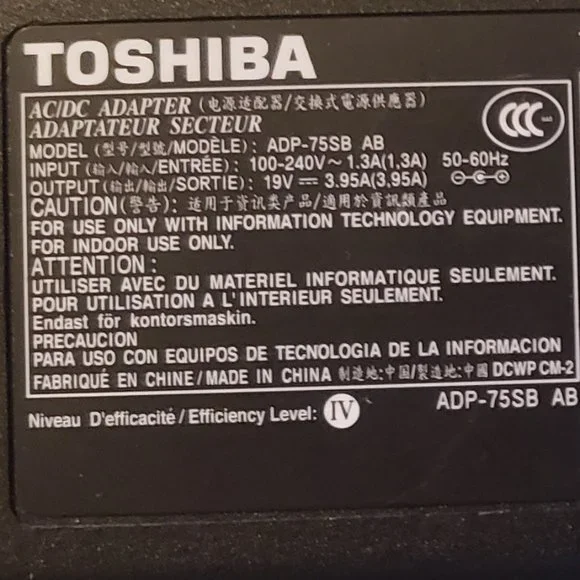 TOSHIBA
AC/DC ADAPTER (电源适配器/交換式電源供應器)
ADAPTATEUR SECTEUR
MODEL (型号/型號/MODÈLE): ADP-75SB AB
INPUT (输入/輸入/ENTRÉE): 100-240V~ 1.3A(1,3A) 50-60Hz
OUTPUT (输出/輸出/SORTIE): 19V⎓3.95A(3,95A)
CAUTION(警告): 适用于资讯类产品/適用於資訊類産品
FOR USE ONLY WITH INFORMATION TECHNOLOGY EQUIPMENT.
FOR INDOOR USE ONLY.
ATTENTION:
UTILISER AVEC DU MATERIEL INFORMATIQUE SEULEMENT.
POUR UTILISATION A L'INTERIEUR SEULEMENT.
Endast för kontorsmaskin.
PRECAUCION
PARA USO CON EQUIPOS DE TECNOLOGIA DE LA INFORMACION
FABRIQUÉ EN CHINE/MADE IN CHINA 制造地:中国/製造地:中國 DCWP CM-2
Niveau D'efficacité/Efficiency Level: IV
ADP-75SB AB